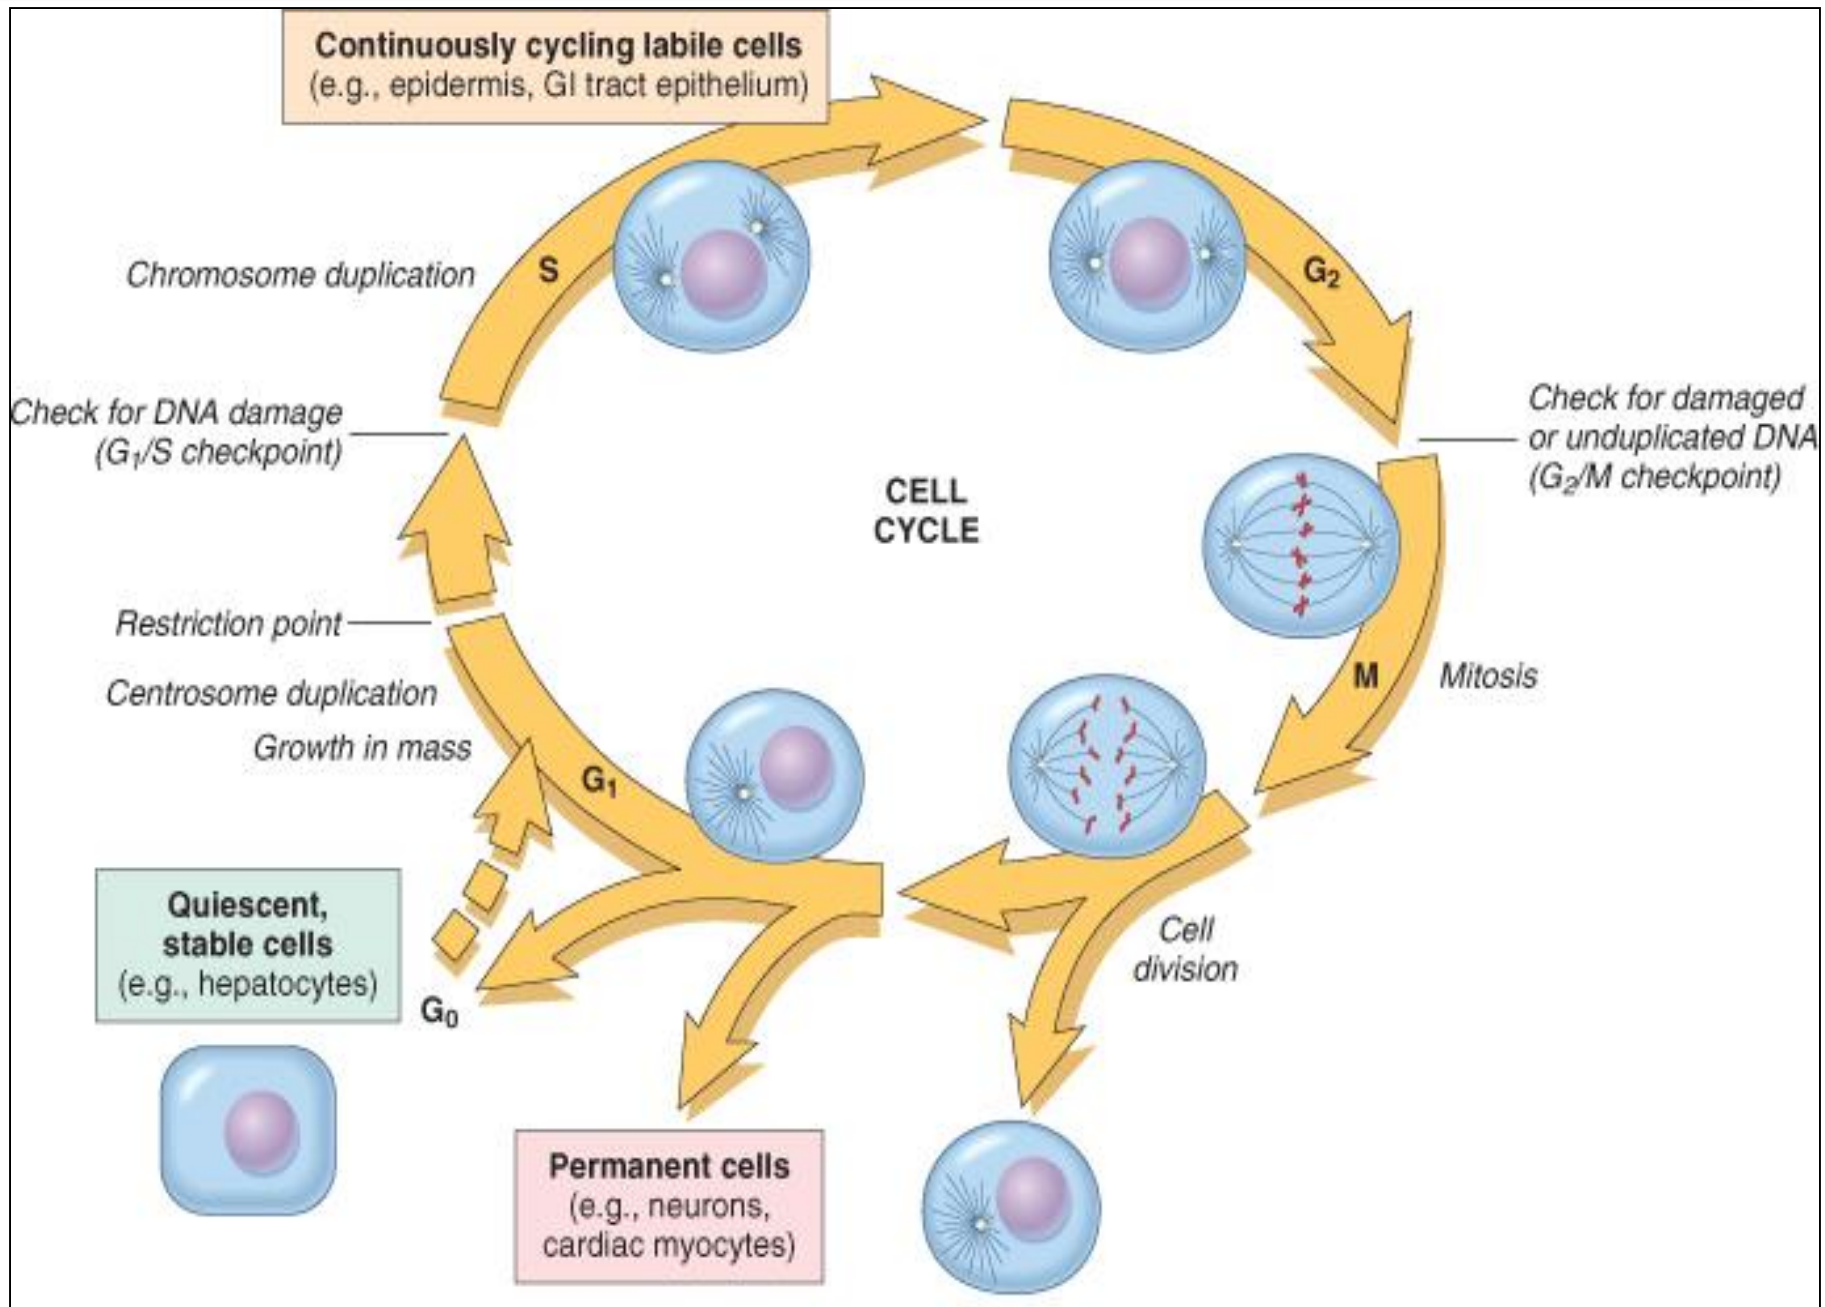 Continuously cycling labile cells
(e.g., epidermis, GI tract epithelium)
Chromosome duplication
S
G₂
Check for DNA damage
(G₁/S checkpoint)
Check for damaged
or unduplicated DNA
(G₂/M checkpoint)
CELL
CYCLE
Restriction point
Centrosome duplication
Growth in mass
M
Mitosis
G₁
Quiescent,
stable cells
(e.g., hepatocytes)
G₀
Cell
division
Permanent cells
(e.g., neurons,
cardiac myocytes)